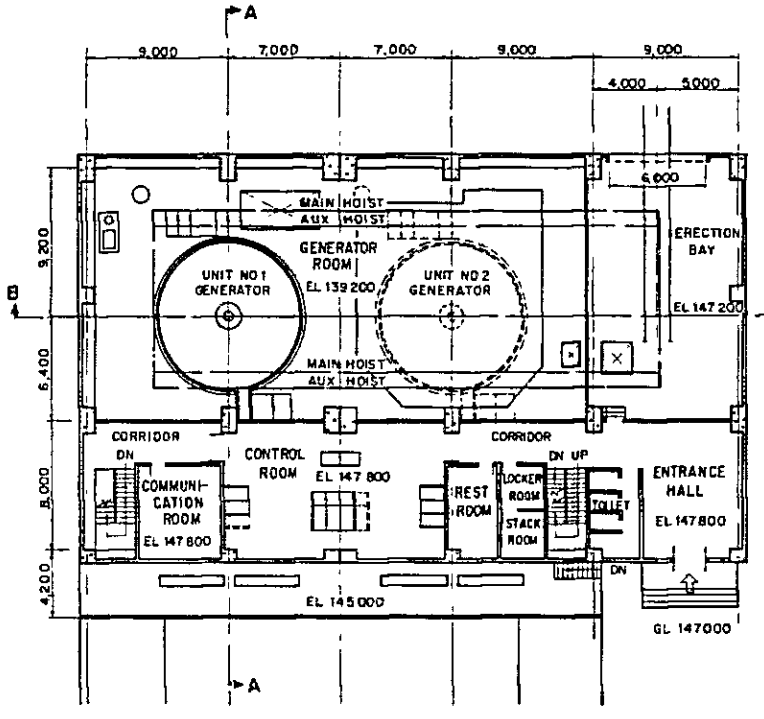 A
9,000 7,000 7,000 9,000 9,000
4,000 5,000
6,000
MAIN HOIST
AUX HOIST
GENERATOR
ROOM
EL 139 200
UNIT NO 1
GENERATOR
UNIT NO 2
GENERATOR
ERECTION
BAY
EL 147 200
9,200
B
6,400
MAIN HOIST
AUX HOIST
CORRIDOR
DN
CONTROL
ROOM
EL 147 800
CORRIDOR
DN UP
COMMUNI-
CATION
ROOM
EL 147 800
REST
ROOM
LOCKER
ROOM
STACK
ROOM
TOILET
ENTRANCE
HALL
EL 147 800
8,000
4,200
DN
EL 145 000
GL 147 000
A